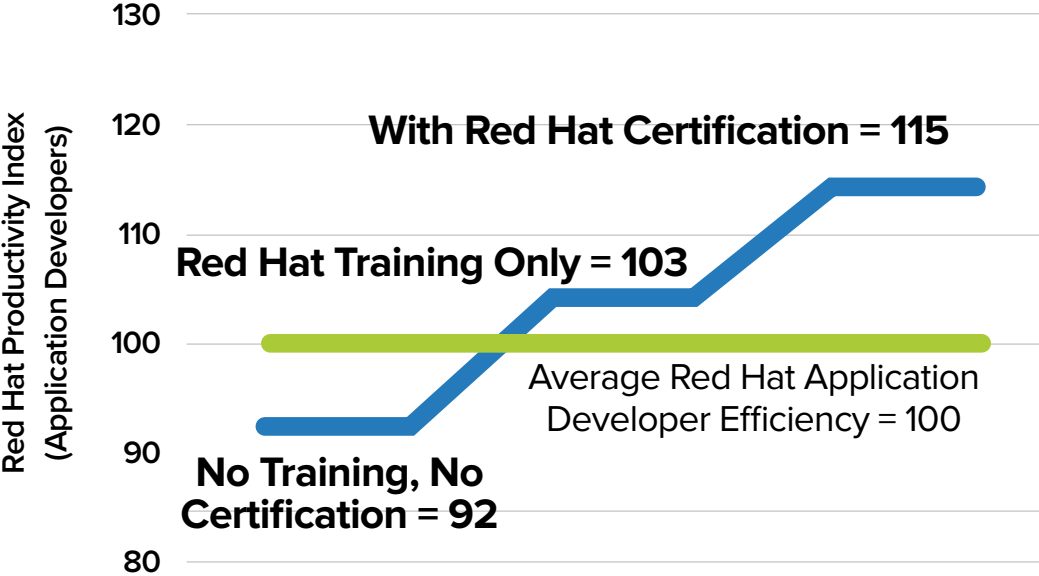 Red Hat Productivity Index
(Application Developers)
130
120
With Red Hat Certification = 115
110
Red Hat Training Only = 103
100
Average Red Hat Application
Developer Efficiency = 100
90
No Training, No
Certification = 92
80